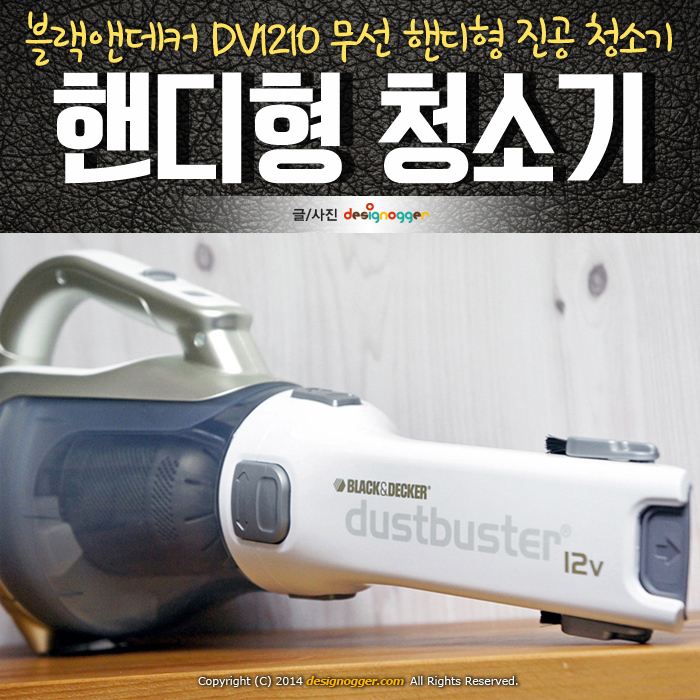 블랙앤데커 DV1210 무선 핸디형 진공 청소기
핸디형 청소기
글/사진 designogger
BLACK&DECKER®
dustbuster®
12v
Copyright (C) 2014 designogger.com All Rights Reserved.